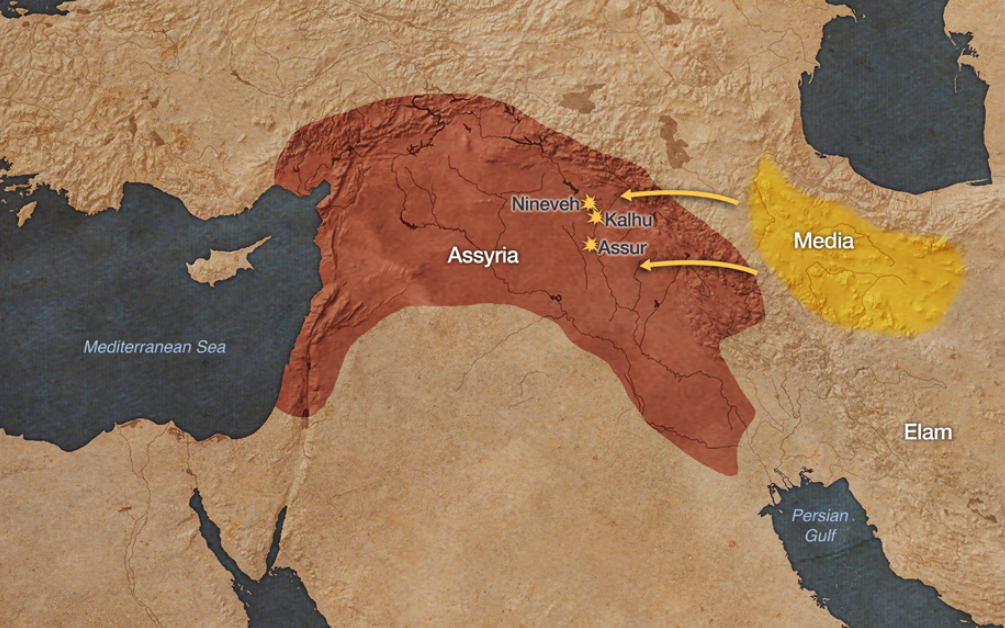 Nineveh
Kalhu
Media
Assur
Assyria
Mediterranean Sea
Elam
Persian
Gulf